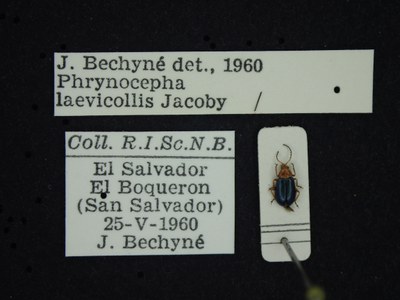 J. Bechyné det., 1960
Phrynocepha
laevicollis Jacoby /
Coll. R.I.Sc.N.B.
El Salvador
El Boqueron
(San Salvador)
25-V-1960
J. Bechyné